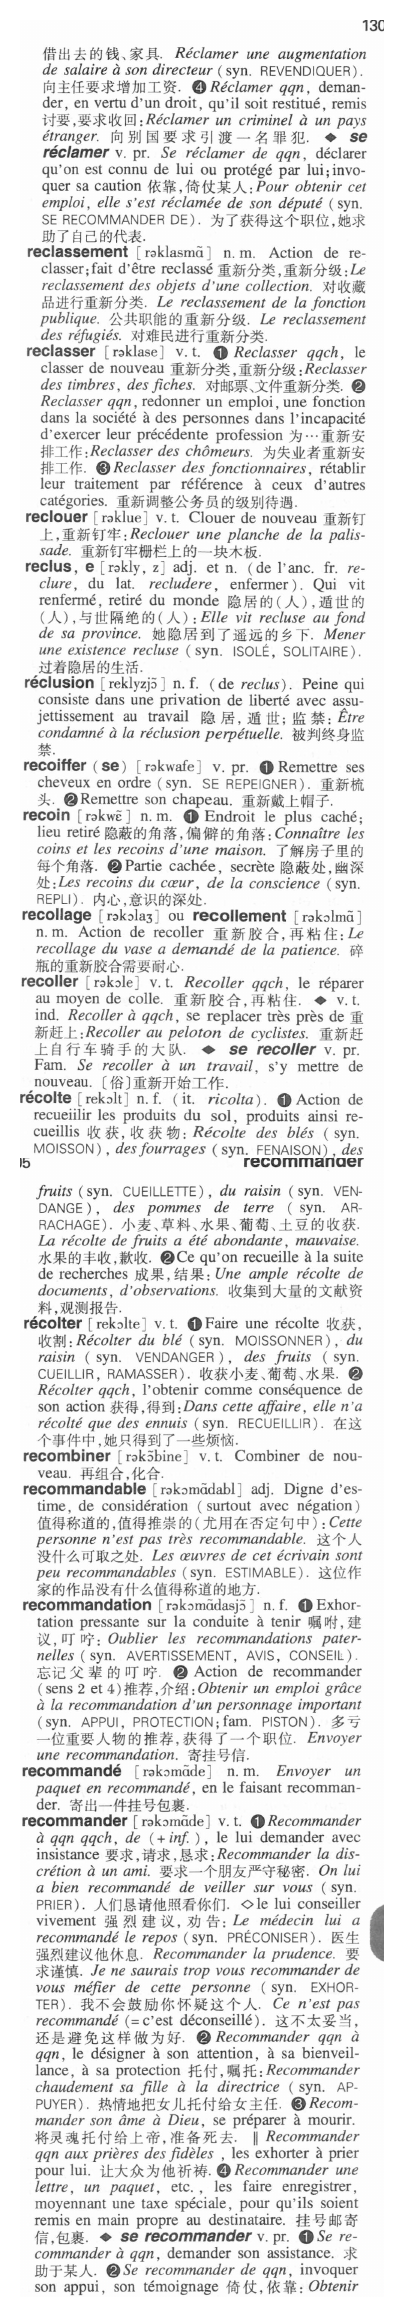 130
借出去的钱、家具. Réclamer une augmentation
de salaire à son directeur (syn. REVENDIQUER).
向主任要求增加工资. ❹ Réclamer qqn, deman-
der, en vertu d'un droit, qu'il soit restitué, remis
讨要,要求收回:Réclamer un criminel à un pays
étranger. 向别国要求引渡一名罪犯. ◆ se
réclamer v. pr. Se réclamer de qqn, déclarer
qu'on est connu de lui ou protégé par lui;invo-
quer sa caution 依靠,倚仗某人:Pour obtenir cet
emploi, elle s'est réclamée de son député (syn.
SE RECOMMANDER DE). 为了获得这个职位,她求
助了自己的代表.
reclassement [rəklasmɑ̃] n. m. Action de re-
classer;fait d'être reclassé 重新分类,重新分级:Le
reclassement des objets d'une collection. 对收藏
品进行重新分类. Le reclassement de la fonction
publique. 公共职能的重新分级. Le reclassement
des réfugiés. 对难民进行重新分类.
reclasser [rəklase] v. t. ❶ Reclasser qqch, le
classer de nouveau 重新分类,重新分级:Reclasser
des timbres, des fiches. 对邮票、文件重新分类. ❷
Reclasser qqn, redonner un emploi, une fonction
dans la société à des personnes dans l'incapacité
d'exercer leur précédente profession 为…重新安
排工作:Reclasser des chômeurs. 为失业者重新安
排工作. ❸ Reclasser des fonctionnaires, rétablir
leur traitement par référence à ceux d'autres
catégories. 重新调整公务员的级别待遇.
reclouer [rəklue] v. t. Clouer de nouveau 重新钉
上,重新钉牢:Reclouer une planche de la palis-
sade. 重新钉牢栅栏上的一块木板.
reclus, e [rəkly, z] adj. et n. (de l'anc. fr. re-
clure, du lat. recludere, enfermer). Qui vit
renfermé, retiré du monde 隐居的(人),遁世的
(人),与世隔绝的(人):Elle vit recluse au fond
de sa province. 她隐居到了遥远的乡下. Mener
une existence recluse (syn. ISOLÉ, SOLITAIRE).
过着隐居的生活.
réclusion [reklyzjɔ̃] n. f. (de reclus). Peine qui
consiste dans une privation de liberté avec assu-
jettissement au travail 隐居,遁世;监禁:Être
condamné à la réclusion perpétuelle. 被判终身监
禁.
recoiffer (se) [rəkwafe] v. pr. ❶ Remettre ses
cheveux en ordre (syn. SE REPEIGNER). 重新梳
头. ❷ Remettre son chapeau. 重新戴上帽子.
recoin [rəkwɛ̃] n. m. ❶ Endroit le plus caché;
lieu retiré 隐蔽的角落,偏僻的角落:Connaître les
coins et les recoins d'une maison. 了解房子里的
每个角落. ❷ Partie cachée, secrète 隐蔽处,幽深
处:Les recoins du cœur, de la conscience (syn.
REPLI). 内心,意识的深处.
recollage [rəkɔlaʒ] ou recollement [rəkɔlmɑ̃]
n. m. Action de recoller 重新胶合,再粘住:Le
recollage du vase a demandé de la patience. 碎
瓶的重新胶合需要耐心.
recoller [rəkɔle] v. t. Recoller qqch, le réparer
au moyen de colle. 重新胶合,再粘住. ◆ v. t.
ind. Recoller à qqch, se replacer très près de 重
新赶上:Recoller au peloton de cyclistes. 重新赶
上自行车骑手的大队. ◆ se recoller v. pr.
Fam. Se recoller à un travail, s'y mettre de
nouveau. [俗]重新开始工作.
récolte [rekɔlt] n. f. (it. ricolta). ❶ Action de
recueiilir les produits du sol, produits ainsi re-
cueillis 收获,收获物:Récolte des blés (syn.
MOISSON), des fourrages (syn. FENAISON), des
05 recommander
fruits (syn. CUEILLETTE), du raisin (syn. VEN-
DANGE), des pommes de terre (syn. AR-
RACHAGE). 小麦、草料、水果、葡萄、土豆的收获.
La récolte de fruits a été abondante, mauvaise.
水果的丰收,歉收. ❷ Ce qu'on recueille à la suite
de recherches 成果,结果:Une ample récolte de
documents, d'observations. 收集到大量的文献资
料,观测报告.
récolter [rekɔlte] v. t. ❶ Faire une récolte 收获,
收割:Récolter du blé (syn. MOISSONNER), du
raisin (syn. VENDANGER), des fruits (syn.
CUEILLIR, RAMASSER). 收获小麦、葡萄、水果. ❷
Récolter qqch, l'obtenir comme conséquence de
son action 获得,得到:Dans cette affaire, elle n'a
récolté que des ennuis (syn. RECUEILLIR). 在这
个事件中,她只得到了一些烦恼.
recombiner [rəkɔ̃bine] v. t. Combiner de nou-
veau. 再组合,化合.
recommandable [rəkɔmɑ̃dabl] adj. Digne d'es-
time, de considération (surtout avec négation)
值得称道的,值得推崇的(尤用在否定句中):Cette
personne n'est pas très recommandable. 这个人
没什么可取之处. Les œuvres de cet écrivain sont
peu recommandables (syn. ESTIMABLE). 这位作
家的作品没有什么值得称道的地方.
recommandation [rəkɔmɑ̃dasjɔ̃] n. f. ❶ Exhor-
tation pressante sur la conduite à tenir 嘱咐,建
议,叮咛:Oublier les recommandations pater-
nelles (syn. AVERTISSEMENT, AVIS, CONSEIL).
忘记父辈的叮咛. ❷ Action de recommander
(sens 2 et 4)推荐,介绍:Obtenir un emploi grâce
à la recommandation d'un personnage important
(syn. APPUI, PROTECTION;fam. PISTON). 多亏
一位重要人物的推荐,获得了一个职位. Envoyer
une recommandation. 寄挂号信.
recommandé [rəkɔmɑ̃de] n. m. Envoyer un
paquet en recommandé, en le faisant recomman-
der. 寄出一件挂号包裹.
recommander [rəkɔmɑ̃de] v. t. ❶ Recommander
à qqn qqch, de (+inf.), le lui demander avec
insistance 要求,请求,恳求:Recommander la dis-
crétion à un ami. 要求一个朋友严守秘密. On lui
a bien recommandé de veiller sur vous (syn.
PRIER). 人们恳请他照看你们. ◇le lui conseiller
vivement 强烈建议,劝告:Le médecin lui a
recommandé le repos (syn. PRÉCONISER). 医生
强烈建议他休息. Recommander la prudence. 要
求谨慎. Je ne saurais trop vous recommander de
vous méfier de cette personne (syn. EXHOR-
TER). 我不会鼓励你怀疑这个人. Ce n'est pas
recommandé (=c'est déconseillé). 这不太妥当,
还是避免这样做为好. ❷ Recommander qqn à
qqn, le désigner à son attention, à sa bienveil-
lance, à sa protection 托付,嘱托:Recommander
chaudement sa fille à la directrice (syn. AP-
PUYER). 热情地把女儿托付给女主任. ❸ Recom-
mander son âme à Dieu, se préparer à mourir.
将灵魂托付给上帝,准备死去. ‖ Recommander
qqn aux prières des fidèles , les exhorter à prier
pour lui. 让大众为他祈祷. ❹ Recommander une
lettre, un paquet, etc., les faire enregistrer,
moyennant une taxe spéciale, pour qu'ils soient
remis en main propre au destinataire. 挂号邮寄
信,包裹. ◆ se recommander v. pr. ❶ Se re-
commander à qqn, demander son assistance. 求
助于某人. ❷ Se recommander de qqn, invoquer
son appui, son témoignage 倚仗,依靠:Obtenir